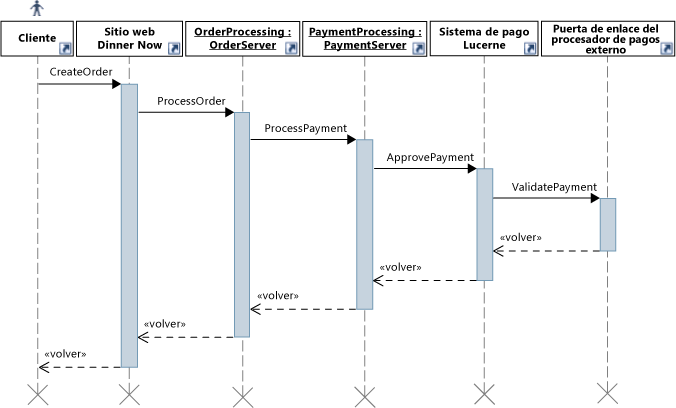 Cliente
Sitio web
Dinner Now
OrderProcessing :
OrderServer
PaymentProcessing :
PaymentServer
Sistema de pago
Lucerne
Puerta de enlace del
procesador de pagos
externo
CreateOrder
ProcessOrder
ProcessPayment
ApprovePayment
ValidatePayment
«volver»
«volver»
«volver»
«volver»
«volver»